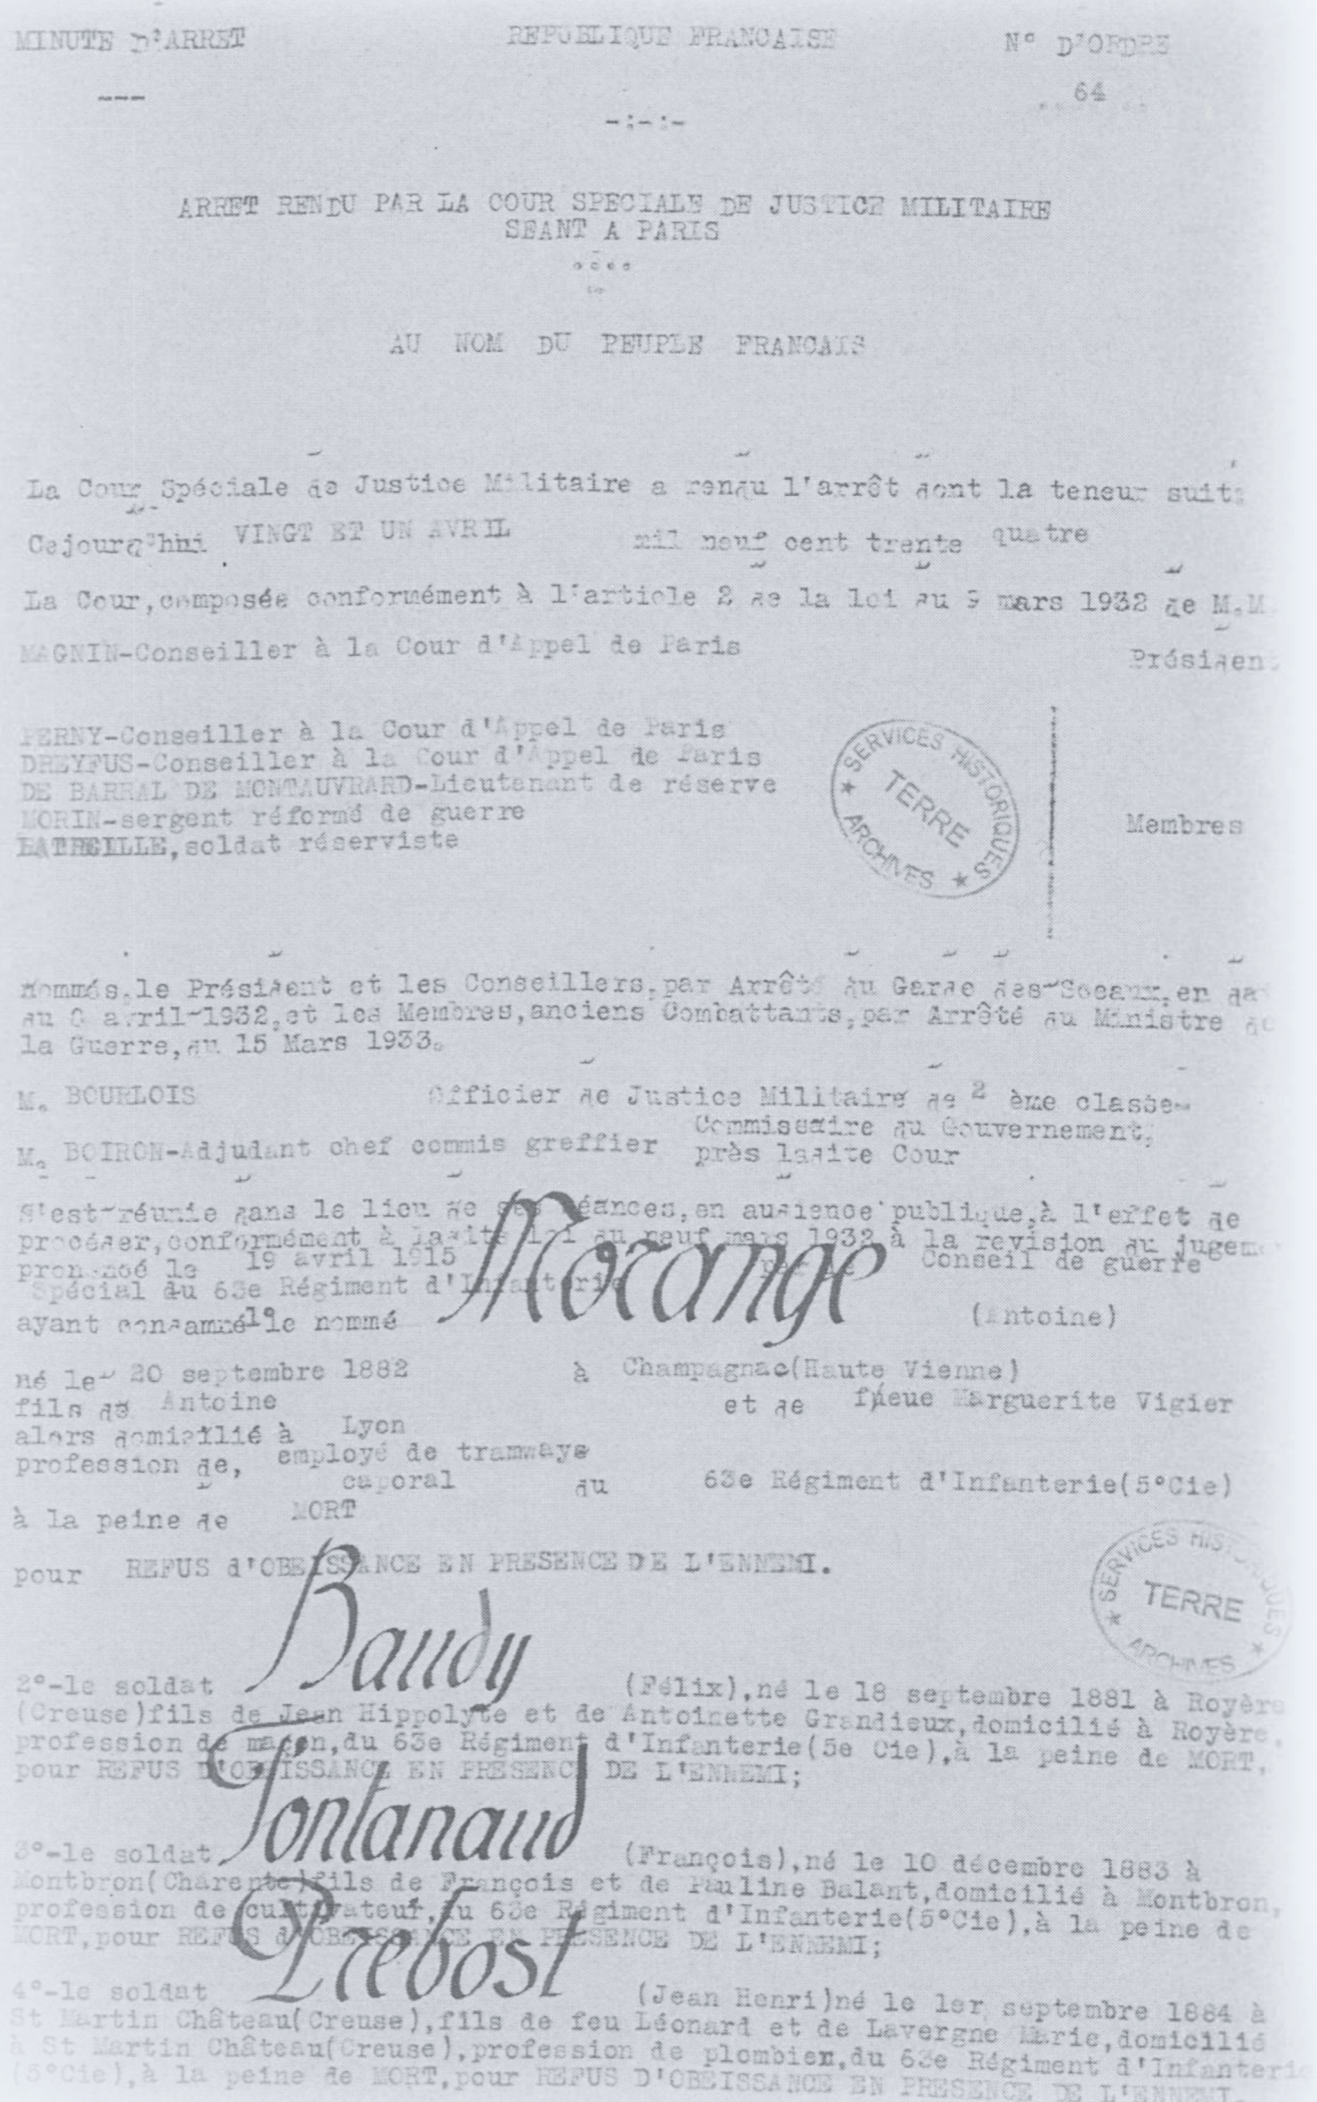 MINUTE D'ARRET
REPUBLIQUE FRANCAISE
N° D'ORDRE
---
64
-:-:-
ARRET RENDU PAR LA COUR SPECIALE DE JUSTICE MILITAIRE
SEANT A PARIS
AU NOM DU PEUPLE FRANCAIS
La Cour Spéciale de Justice Militaire a rendu l'arrêt dont la teneur suit:
Cejourd'hui VINGT ET UN AVRIL mil neuf cent trente quatre
La Cour,composée conformément à l'article 2 de la loi du 9 mars 1932 de M.M.
MAGNIN-Conseiller à la Cour d'Appel de Paris
Président
PERNY-Conseiller à la Cour d'Appel de Paris
DREYFUS-Conseiller à la Cour d'Appel de Paris
DE BARRAL DE MONTAUVRARD-Lieutenant de réserve
MORIN-sergent réformé de guerre
LATREILLE,soldat réserviste
Membres
SERVICES HISTORIQUES
TERRE
ARCHIVES
nommés,le Président et les Conseillers,par Arrêté du Garde des-Sceaux,en da
du avril-1932,et les Membres,anciens Combattants,par Arrêté du Ministre de
la Guerre,du 15 Mars 1933.
M. BOURLOIS Officier de Justice Militaire de 2 ème classe-
Commissaire du Gouvernement,
M. BOIRON-Adjudant chef commis greffier près ladite Cour
S'est-réunie dans le lieu de ses séances,en audience publique,à l'effet de
procéder,conformément à ladite loi du neuf mars 1932 à la revision du jugeme
prononcé le 19 avril 1915 par le Conseil de guerre
Spécial du 63e Régiment d'Infanterie
ayant condamné 1° le nommé Morange (Antoine)
né le 20 septembre 1882 à Champagnac(Haute Vienne)
fils de Antoine et de feue Marguerite Vigier
alors domicilié à Lyon
profession de, employé de tramways
caporal du 63e Régiment d'Infanterie(5°Cie)
à la peine de MORT
pour REFUS d'OBEISSANCE EN PRESENCE DE L'ENNEMI.
SERVICES HISTORIQUES
TERRE
ARCHIVES
2°-le soldat Baudy (Félix),né le 18 septembre 1881 à Royère
(Creuse)fils de Jean Hippolyte et de Antoinette Grandieux,domicilié à Royère,
profession de maçon,du 63e Régiment d'Infanterie(5e Cie),à la peine de MORT,
pour REFUS D'OBEISSANCE EN PRESENCE DE L'ENNEMI;
3°-le soldat Fontanaud (François),né le 10 décembre 1883 à
Montbron(Charente)fils de François et de Pauline Balant,domicilié à Montbron,
profession de cultivateur,du 63e Régiment d'Infanterie(5°Cie),à la peine de
MORT,pour REFUS d'OBEISSANCE EN PRESENCE DE L'ENNEMI;
4°-le soldat Prebost (Jean Henri)né le 1er septembre 1884 à
St Martin Château(Creuse),fils de feu Léonard et de Lavergne Marie,domicilié
à St Martin Château(Creuse),profession de plombier,du 63e Régiment d'Infanterie
(5°Cie),à la peine de MORT,pour REFUS D'OBEISSANCE EN PRESENCE DE L'ENNEMI.